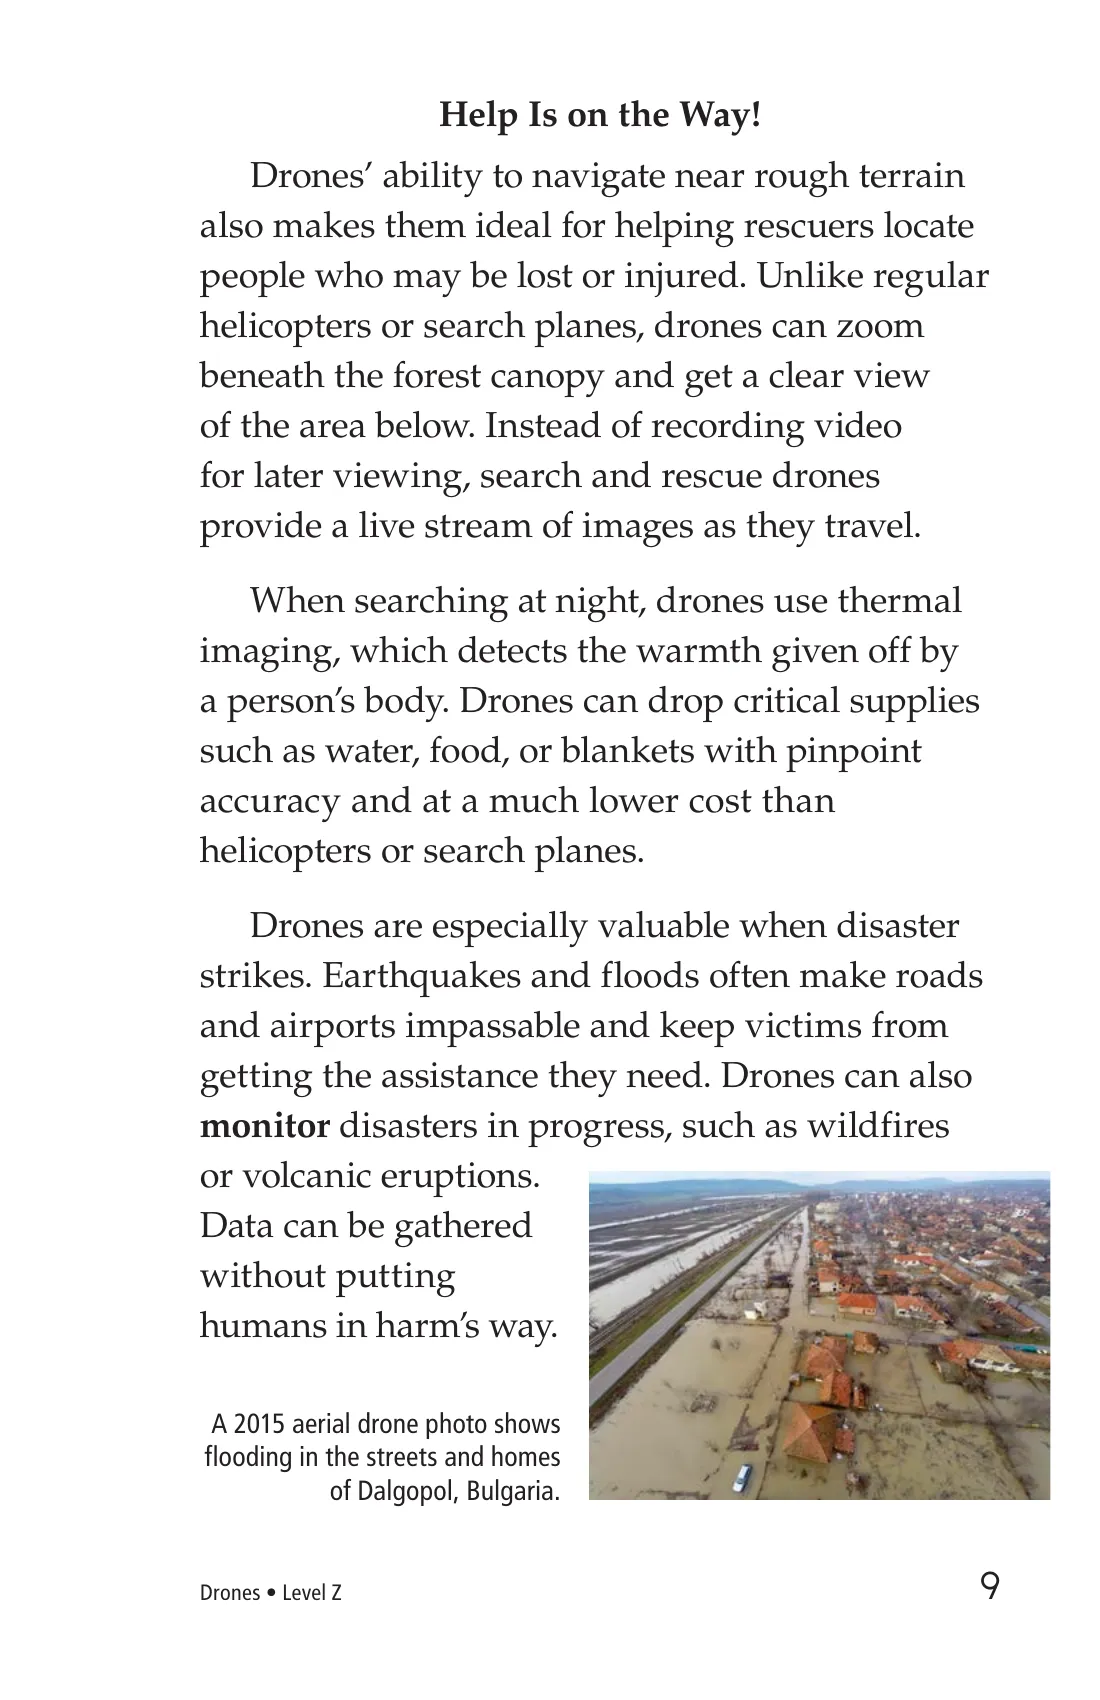 Help Is on the Way!
Drones’ ability to navigate near rough terrain
also makes them ideal for helping rescuers locate
people who may be lost or injured. Unlike regular
helicopters or search planes, drones can zoom
beneath the forest canopy and get a clear view
of the area below. Instead of recording video
for later viewing, search and rescue drones
provide a live stream of images as they travel.
When searching at night, drones use thermal
imaging, which detects the warmth given off by
a person’s body. Drones can drop critical supplies
such as water, food, or blankets with pinpoint
accuracy and at a much lower cost than
helicopters or search planes.
Drones are especially valuable when disaster
strikes. Earthquakes and floods often make roads
and airports impassable and keep victims from
getting the assistance they need. Drones can also
monitor disasters in progress, such as wildfires
or volcanic eruptions.
Data can be gathered
without putting
humans in harm’s way.
A 2015 aerial drone photo shows
flooding in the streets and homes
of Dalgopol, Bulgaria.
Drones • Level Z
9